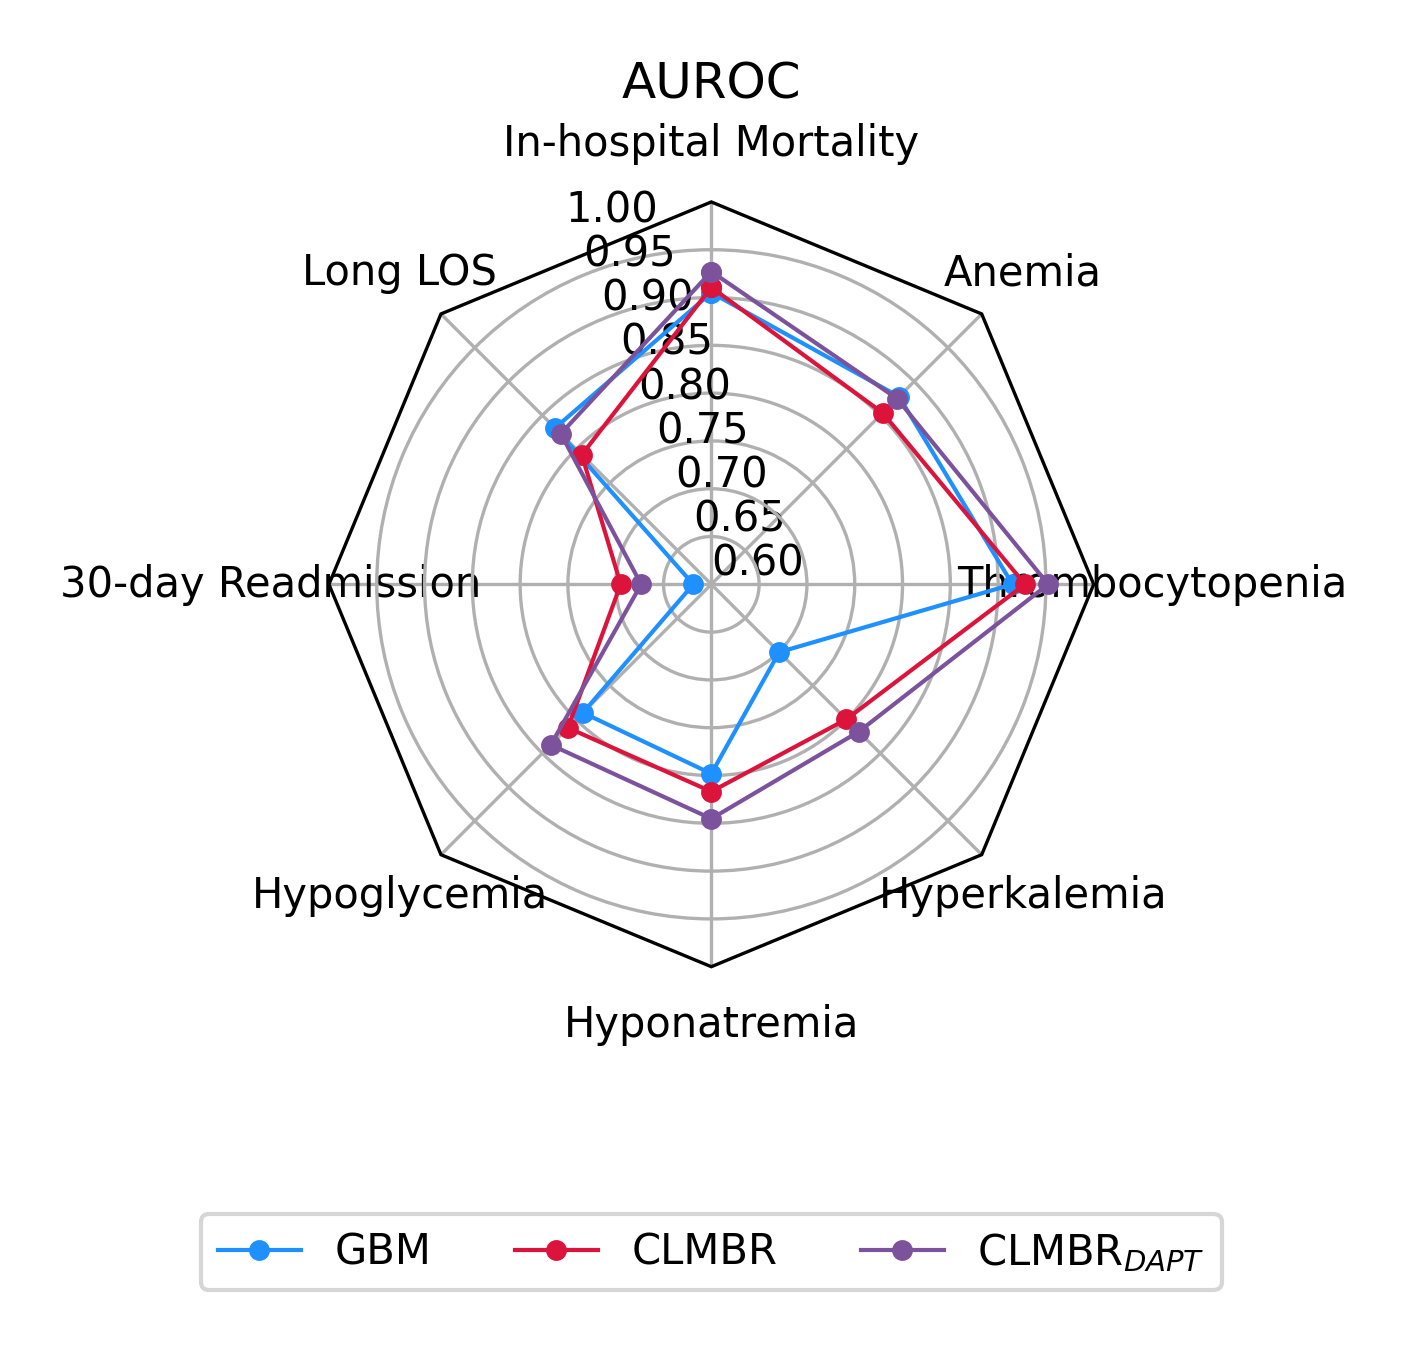 AUROC
In-hospital Mortality
1.00
0.95
Long LOS
Anemia
0.90
0.85
0.80
0.75
0.70
0.65
0.60
30-day Readmission
Thrombocytopenia
Hypoglycemia
Hyperkalemia
Hyponatremia
GBM CLMBR CLMBR_DAPT